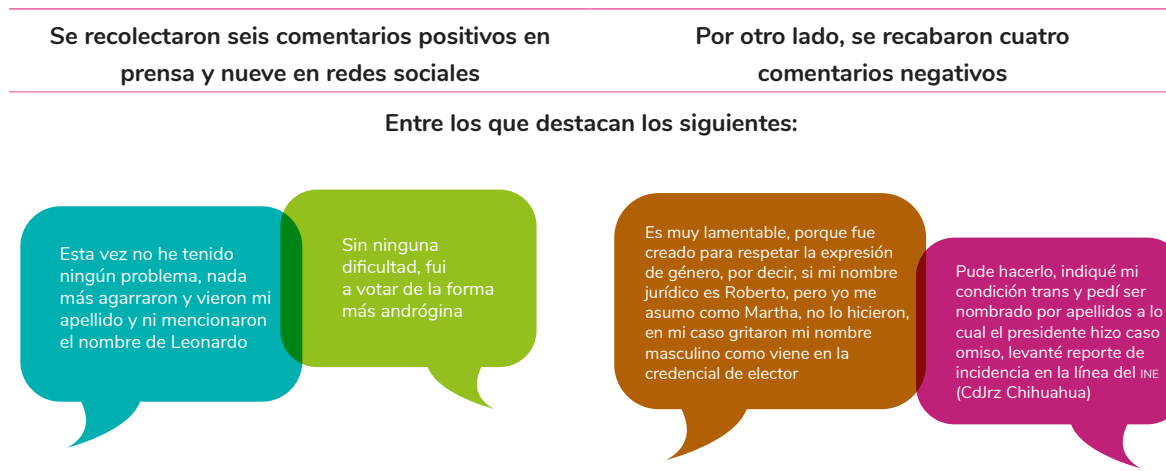 Se recolectaron seis comentarios positivos en
prensa y nueve en redes sociales
Por otro lado, se recabaron cuatro
comentarios negativos
Entre los que destacan los siguientes:
Esta vez no he tenido
ningún problema, nada
más agarraron y vieron mi
apellido y ni mencionaron
el nombre de Leonardo
Sin ninguna
dificultad, fui
a votar de la forma
más andrógina
Es muy lamentable, porque fue
creado para respetar la expresión
de género, por decir, si mi nombre
jurídico es Roberto, pero yo me
asumo como Martha, no lo hicieron,
en mi caso gritaron mi nombre
masculino como viene en la
credencial de elector
Pude hacerlo, indiqué mi
condición trans y pedí ser
nombrado por apellidos a lo
cual el presidente hizo caso
omiso, levanté reporte de
incidencia en la línea del INE
(CdJrz Chihuahua)